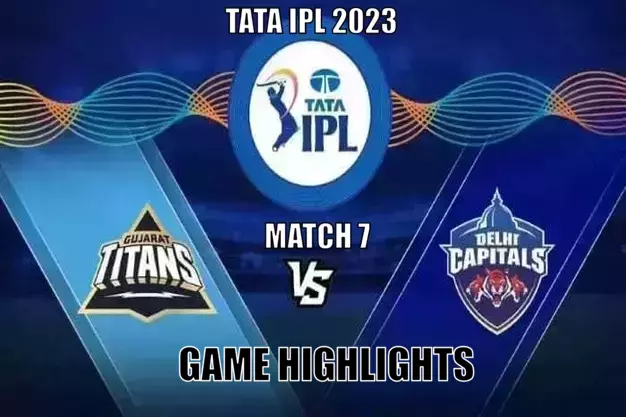 TATA IPL 2023
TATA
IPL
MATCH 7
GUJARAT
TITANS
VS
DELHI
CAPITALS
GAME HIGHLIGHTS